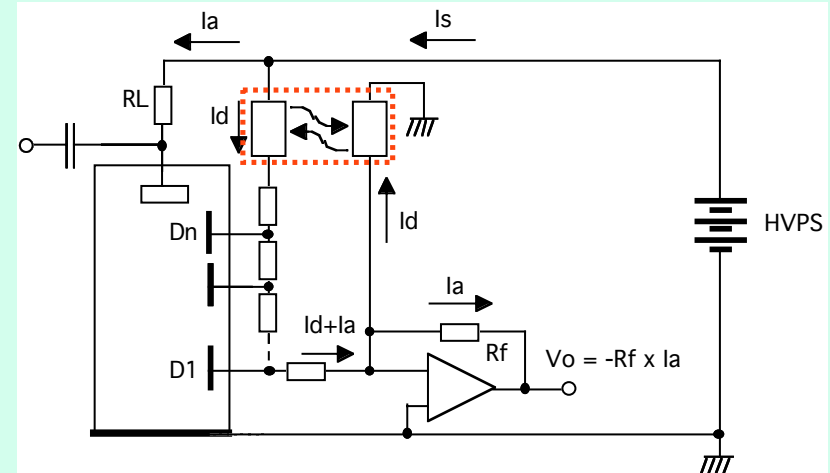 Ia
Is
RL
Id
Dn
Id
HVPS
Ia
Id+Ia
Rf
Vo = -Rf x Ia
D1